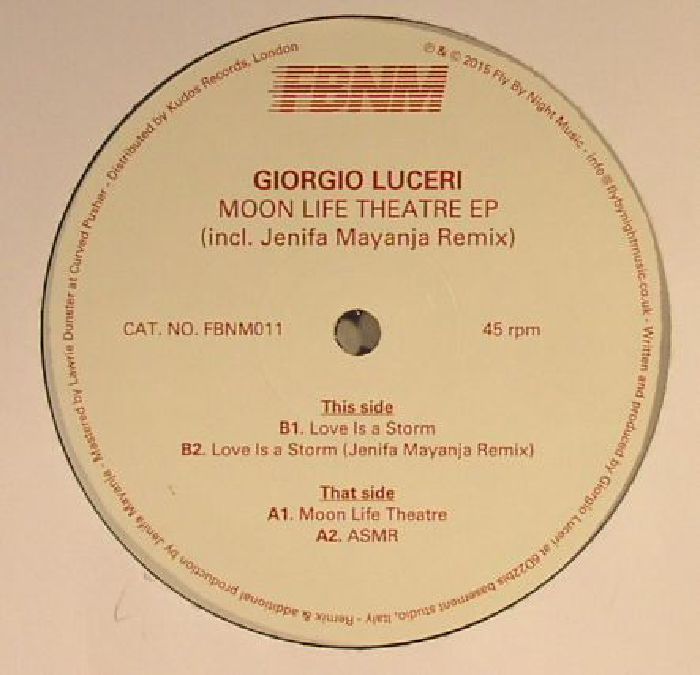 FBNM
GIORGIO LUCERI
MOON LIFE THEATRE EP
(incl. Jenifa Mayanja Remix)
CAT. NO. FBNM011
45 rpm
This side
B1. Love Is a Storm
B2. Love Is a Storm (Jenifa Mayanja Remix)
That side
A1. Moon Life Theatre
A2. ASMR
℗ & © 2015 Fly By Night Music - info@flybynightmusic.co.uk - Written and produced by Giorgio Luceri at 6D22bis basement studio, Italy - Remix & additional production by Jenifa Mayanja - Mastered by Lawrie Dunster at Curved Pusher - Distributed by Kudos Records, London